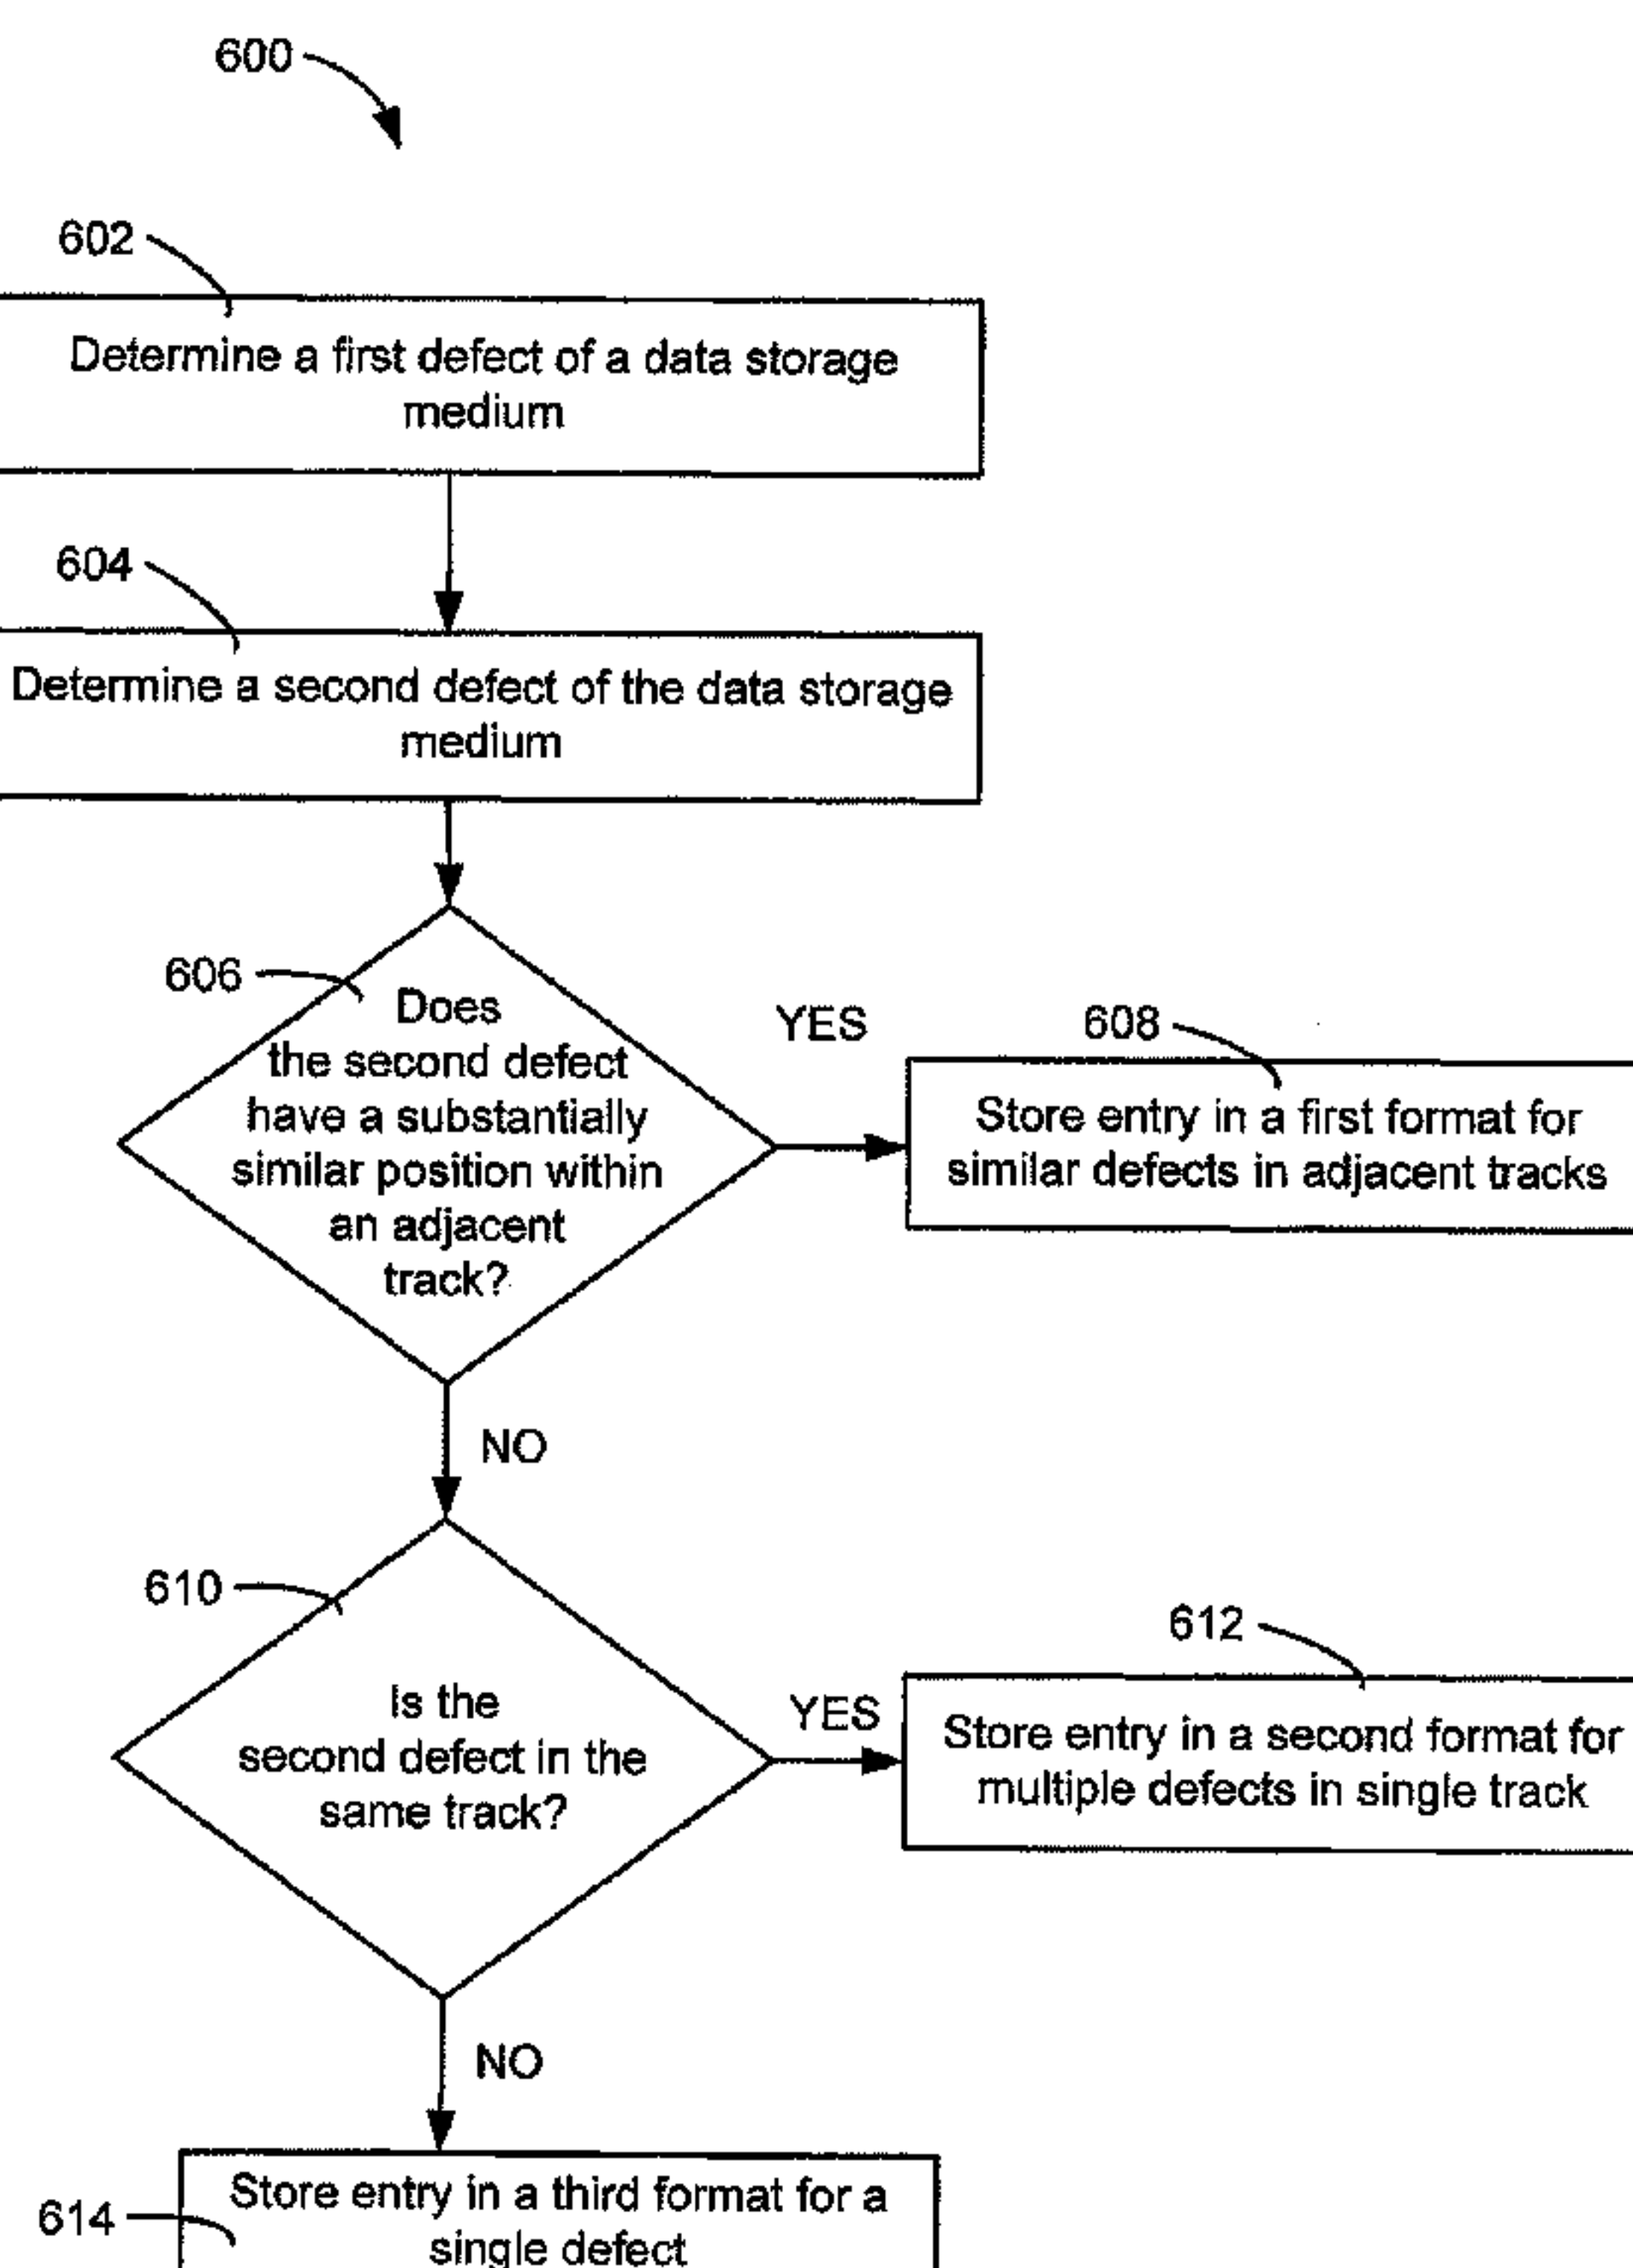 600
602
Determine a first defect of a data storage
medium
604
Determine a second defect of the data storage
medium
606
Does
the second defect
have a substantially
similar position within
an adjacent
track?
YES
608
Store entry in a first format for
similar defects in adjacent tracks
NO
610
Is the
second defect in the
same track?
YES
612
Store entry in a second format for
multiple defects in single track
NO
614
Store entry in a third format for a
single defect